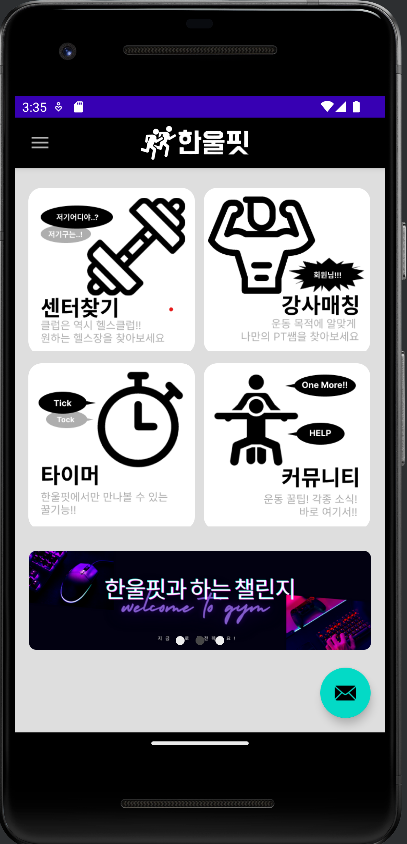 3:35
한울핏
저기어디야..?
저기구는..!
센터찾기
클럽은 역시 헬스클럽!!
원하는 헬스장을 찾아보세요
회원님!!!
강사매칭
운동 목적에 알맞게
나만의 PT쌤을 찾아보세요
Tick
Tock
타이머
한울핏에서만 만나볼 수 있는
꿀기능!!
One More!!
HELP
커뮤니티
운동 꿀팁! 각종 소식!
바로 여기서!!
한울핏과 하는 챌린지
welcome to gym